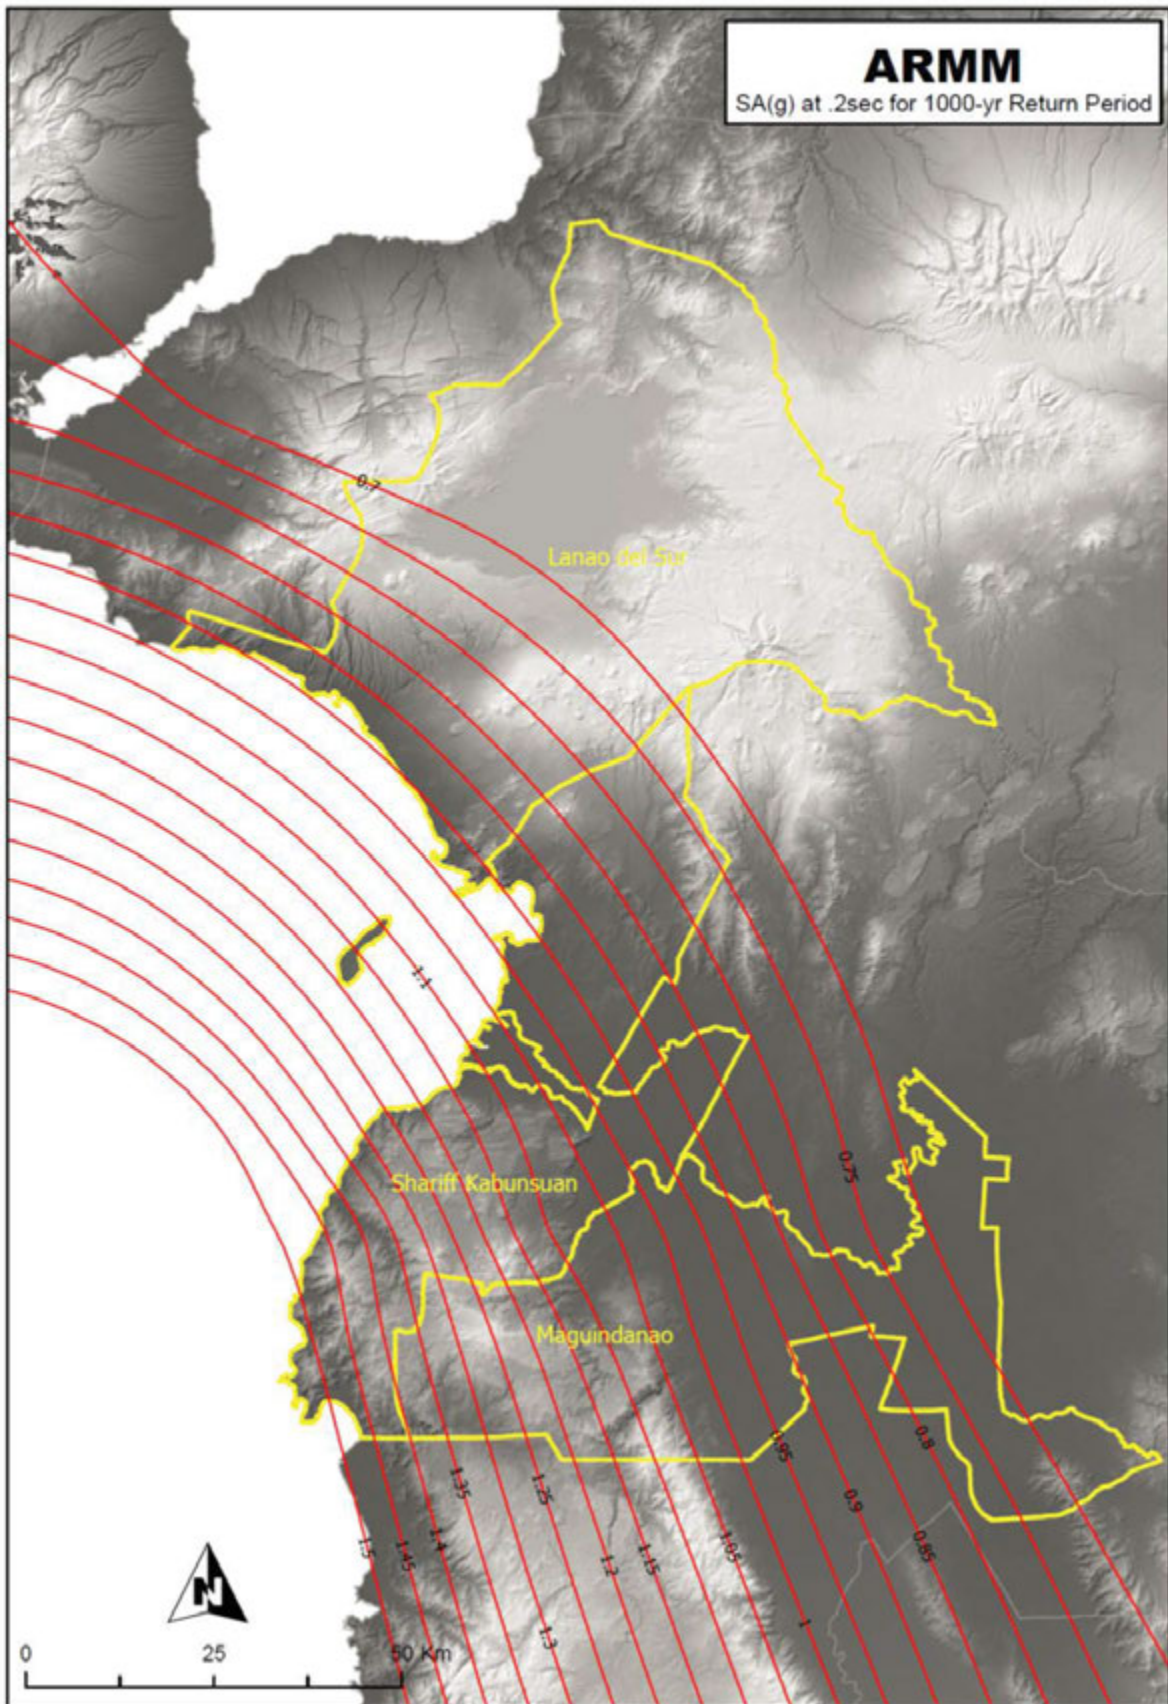 ARMM
SA(g) at .2sec for 1000-yr Return Period
0.7
Lanao del Sur
1.1
0.75
Shariff Kabunsuan
Maguindanao
0.95
0.8
1.35
1.25
0.9
1.5
1.45
1.4
1.2
1.15
1.05
0.85
1.3
1
N
0
25
50 Km